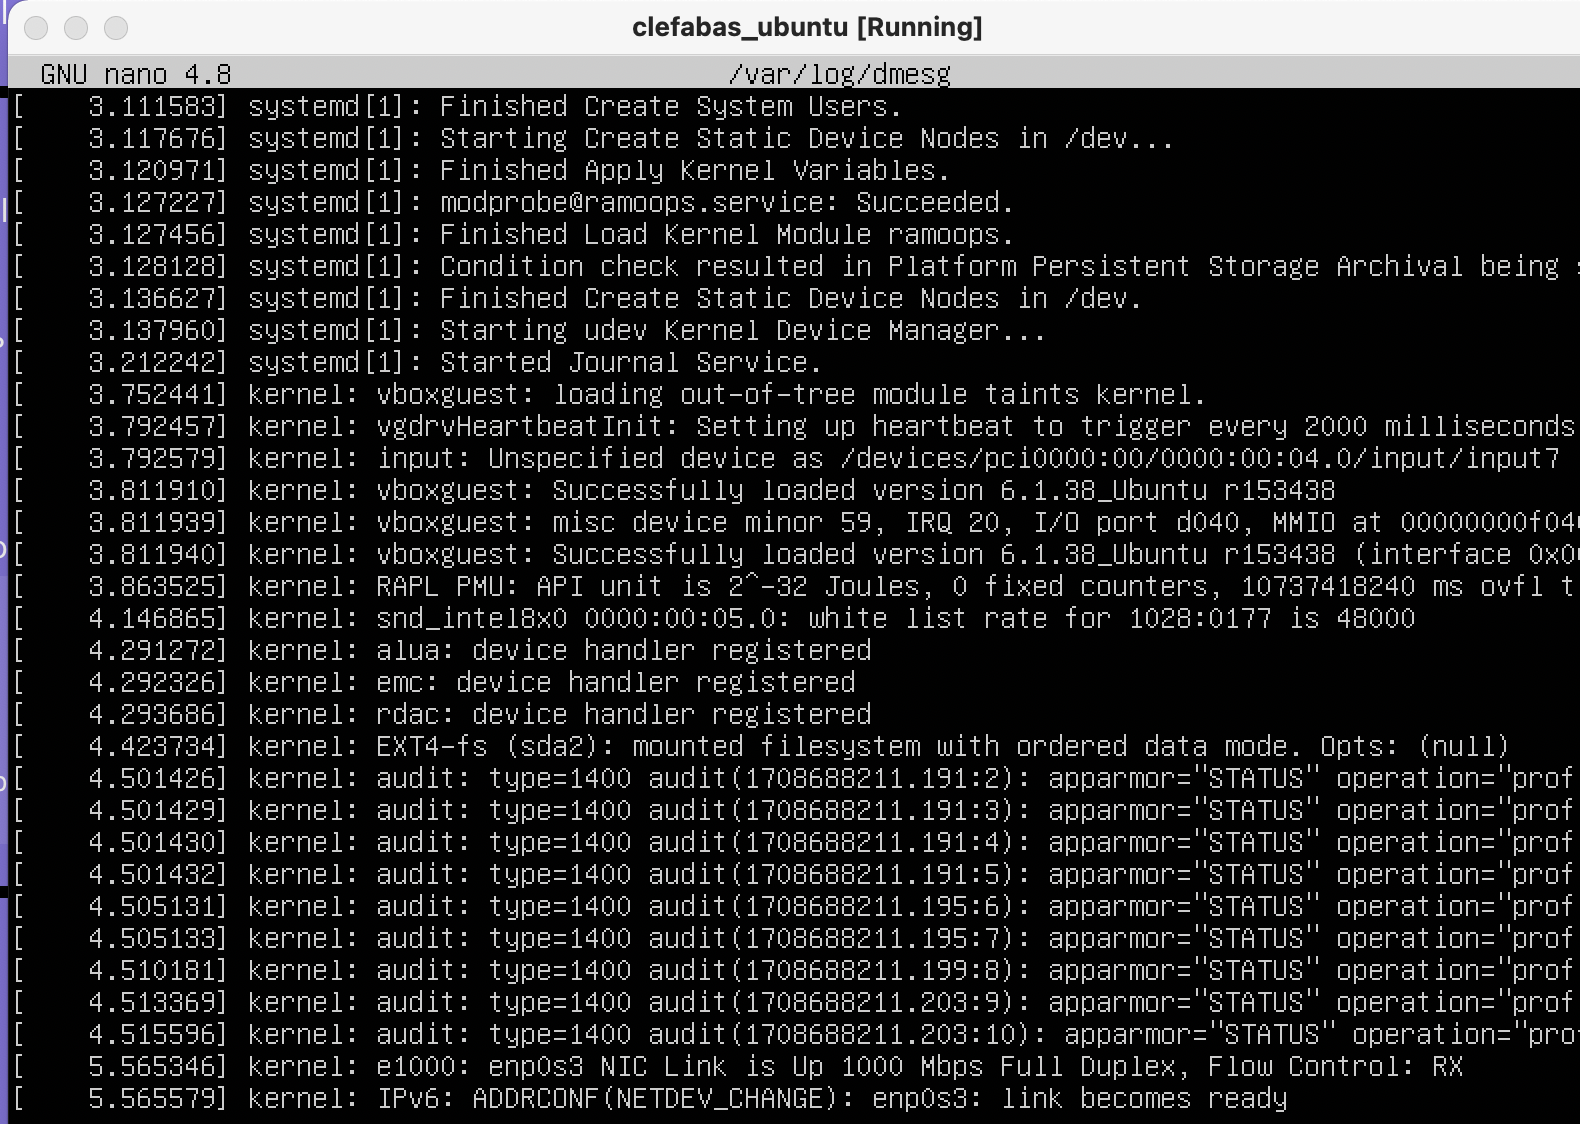 clefabas_ubuntu [Running]
GNU nano 4.8 /var/log/dmesg
[    3.111583] systemd[1]: Finished Create System Users.
[    3.117676] systemd[1]: Starting Create Static Device Nodes in /dev...
[    3.120971] systemd[1]: Finished Apply Kernel Variables.
[    3.127227] systemd[1]: modprobe@ramoops.service: Succeeded.
[    3.127456] systemd[1]: Finished Load Kernel Module ramoops.
[    3.128128] systemd[1]: Condition check resulted in Platform Persistent Storage Archival being
[    3.136627] systemd[1]: Finished Create Static Device Nodes in /dev.
[    3.137960] systemd[1]: Starting udev Kernel Device Manager...
[    3.212242] systemd[1]: Started Journal Service.
[    3.752441] kernel: vboxguest: loading out-of-tree module taints kernel.
[    3.792457] kernel: vgdrvHeartbeatInit: Setting up heartbeat to trigger every 2000 milliseconds
[    3.792579] kernel: input: Unspecified device as /devices/pci0000:00/0000:00:04.0/input/input7
[    3.811910] kernel: vboxguest: Successfully loaded version 6.1.38_Ubuntu r153438
[    3.811939] kernel: vboxguest: misc device minor 59, IRQ 20, I/O port d040, MMIO at 00000000f04
[    3.811940] kernel: vboxguest: Successfully loaded version 6.1.38_Ubuntu r153438 (interface 0x0
[    3.863525] kernel: RAPL PMU: API unit is 2^-32 Joules, 0 fixed counters, 10737418240 ms ovfl t
[    4.146865] kernel: snd_intel8x0 0000:00:05.0: white list rate for 1028:0177 is 48000
[    4.291272] kernel: alua: device handler registered
[    4.292326] kernel: emc: device handler registered
[    4.293686] kernel: rdac: device handler registered
[    4.423734] kernel: EXT4-fs (sda2): mounted filesystem with ordered data mode. Opts: (null)
[    4.501426] kernel: audit: type=1400 audit(1708688211.191:2): apparmor="STATUS" operation="prof
[    4.501429] kernel: audit: type=1400 audit(1708688211.191:3): apparmor="STATUS" operation="prof
[    4.501430] kernel: audit: type=1400 audit(1708688211.191:4): apparmor="STATUS" operation="prof
[    4.501432] kernel: audit: type=1400 audit(1708688211.191:5): apparmor="STATUS" operation="prof
[    4.505131] kernel: audit: type=1400 audit(1708688211.195:6): apparmor="STATUS" operation="prof
[    4.505133] kernel: audit: type=1400 audit(1708688211.195:7): apparmor="STATUS" operation="prof
[    4.510181] kernel: audit: type=1400 audit(1708688211.199:8): apparmor="STATUS" operation="prof
[    4.513369] kernel: audit: type=1400 audit(1708688211.203:9): apparmor="STATUS" operation="prof
[    4.515596] kernel: audit: type=1400 audit(1708688211.203:10): apparmor="STATUS" operation="pro
[    5.565346] kernel: e1000: enp0s3 NIC Link is Up 1000 Mbps Full Duplex, Flow Control: RX
[    5.565579] kernel: IPv6: ADDRCONF(NETDEV_CHANGE): enp0s3: link becomes ready